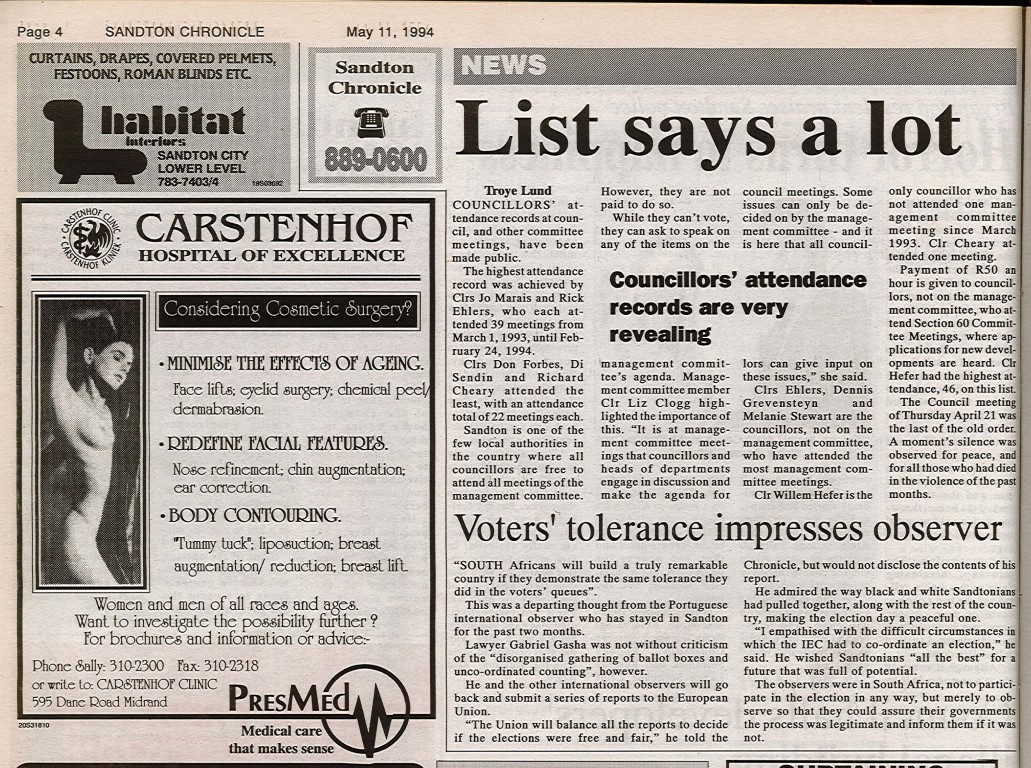 Page 4 SANDTON CHRONICLE May 11, 1994
CURTAINS, DRAPES, COVERED PELMETS,
FESTOONS, ROMAN BLINDS ETC.
habitat
interiors
SANDTON CITY
LOWER LEVEL
783-7403/4
19S03692
Sandton
Chronicle
889-0600
CARSTENHOF CLINIC
CARSTENHOF KLINIEK
CARSTENHOF
HOSPITAL OF EXCELLENCE
Considering Cosmetic Surgery?
• MINIMISE THE EFFECTS OF AGEING.
Face lifts; eyelid surgery; chemical peel/
dermabrasion.
• REDEFINE FACIAL FEATURES.
Nose refinement; chin augmentation;
ear correction.
• BODY CONTOURING.
"Tummy tuck"; liposuction; breast
augmentation/ reduction; breast lift.
Women and men of all races and ages.
Want to investigate the possibility further ?
For brochures and information or advice:-
Phone Sally: 310-2300 Fax: 310-2318
or write to: CARSTENHOF CLINIC
595 Dane Road Midrand
PRESMED
Medical care
that makes sense
20S31810
NEWS
List says a lot
Troye Lund
COUNCILLORS' at-
tendance records at coun-
cil, and other committee
meetings, have been
made public.
The highest attendance
record was achieved by
Clrs Jo Marais and Rick
Ehlers, who each at-
tended 39 meetings from
March 1, 1993, until Feb-
ruary 24, 1994.
Clrs Don Forbes, Di
Sendin and Richard
Cheary attended the
least, with an attendance
total of 22 meetings each.
Sandton is one of the
few local authorities in
the country where all
councillors are free to
attend all meetings of the
management committee.
However, they are not
paid to do so.
While they can't vote,
they can ask to speak on
any of the items on the
Councillors' attendance
records are very
revealing
management commit-
tee's agenda. Manage-
ment committee member
Clr Liz Clogg high-
lighted the importance of
this. "It is at manage-
ment committee meet-
ings that councillors and
heads of departments
engage in discussion and
make the agenda for
council meetings. Some
issues can only be de-
cided on by the manage-
ment committee - and it
is here that all council-
lors can give input on
these issues," she said.
Clrs Ehlers, Dennis
Grevensteyn and
Melanie Stewart are the
councillors, not on the
management committee,
who have attended the
most management com-
mittee meetings.
Clr Willem Hefer is the
only councillor who has
not attended one man-
agement committee
meeting since March
1993. Clr Cheary at-
tended one meeting.
Payment of R50 an
hour is given to council-
lors, not on the manage-
ment committee, who at-
tend Section 60 Commit-
tee Meetings, where ap-
plications for new devel-
opments are heard. Clr
Hefer had the highest at-
tendance, 46, on this list.
The Council meeting
of Thursday April 21 was
the last of the old order.
A moment's silence was
observed for peace, and
for all those who had died
in the violence of the past
months.
Voters' tolerance impresses observer
"SOUTH Africans will build a truly remarkable
country if they demonstrate the same tolerance they
did in the voters' queues".
This was a departing thought from the Portuguese
international observer who has stayed in Sandton
for the past two months.
Lawyer Gabriel Gasha was not without criticism
of the "disorganised gathering of ballot boxes and
unco-ordinated counting", however.
He and the other international observers will go
back and submit a series of reports to the European
Union.
"The Union will balance all the reports to decide
if the elections were free and fair," he told the
Chronicle, but would not disclose the contents of his
report.
He admired the way black and white Sandtonians
had pulled together, along with the rest of the coun-
try, making the election day a peaceful one.
"I empathised with the difficult circumstances in
which the IEC had to co-ordinate an election," he
said. He wished Sandtonians "all the best" for a
future that was full of potential.
The observers were in South Africa, not to partici-
pate in the election in any way, but merely to ob-
serve so that they could assure their governments
the process was legitimate and inform them if it was
not.